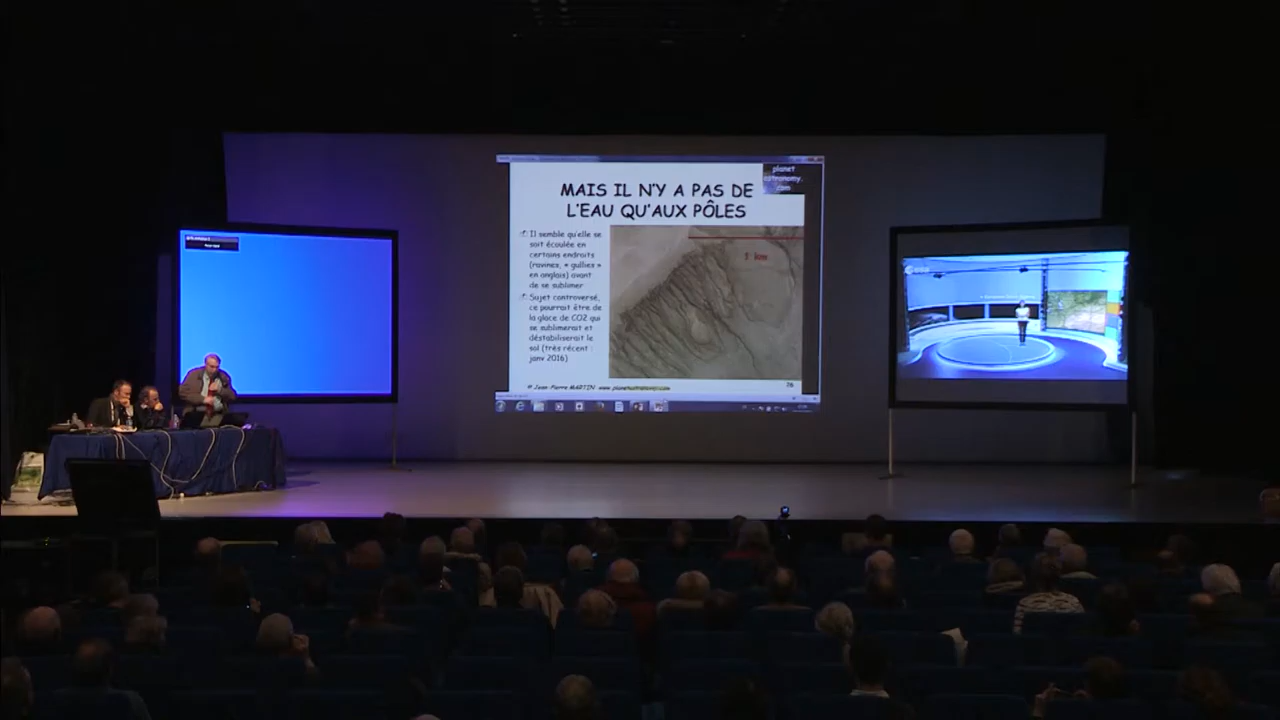 planet
astronomy.
com
MAIS IL N'Y A PAS DE
L'EAU QU'AUX PÔLES
Il semble qu'elle se
soit écoulée en
certains endroits
(ravines, « gullies »
en anglais) avant
de se sublimer
Sujet controversé,
ce pourrait être de
la glace de CO2 qui
se sublimerait et
déstabiliserait le
sol (très récent :
janv 2016)
1 km
© Jean-Pierre MARTIN www.planetastronomy.com
76
esa